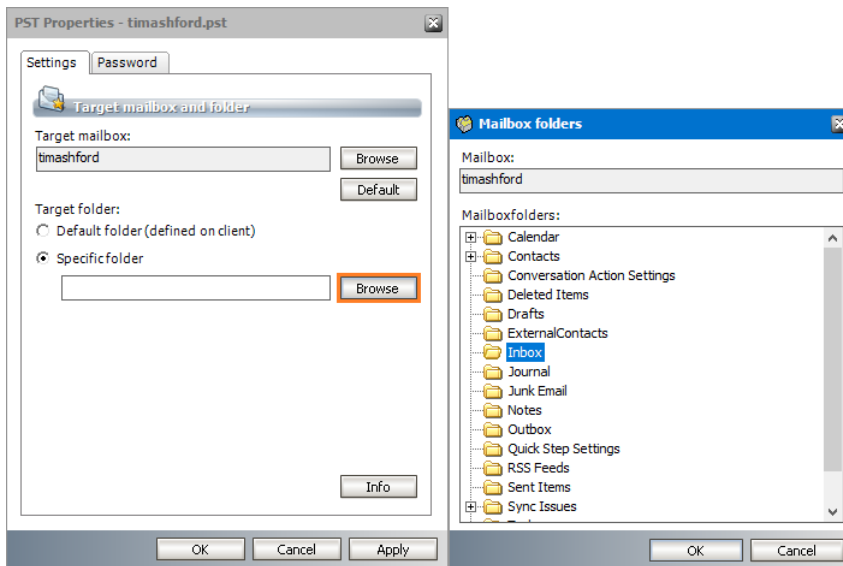 PST Properties - timashford.pst
Settings
Password
Target mailbox and folder
Target mailbox:
timashford
Browse
Default
Target folder:
Default folder (defined on client)
Specific folder
Browse
Info
OK
Cancel
Apply
Mailbox folders
Mailbox:
timashford
Mailboxfolders:
Calendar
Contacts
Conversation Action Settings
Deleted Items
Drafts
ExternalContacts
Inbox
Journal
Junk Email
Notes
Outbox
Quick Step Settings
RSS Feeds
Sent Items
Sync Issues
OK
Cancel